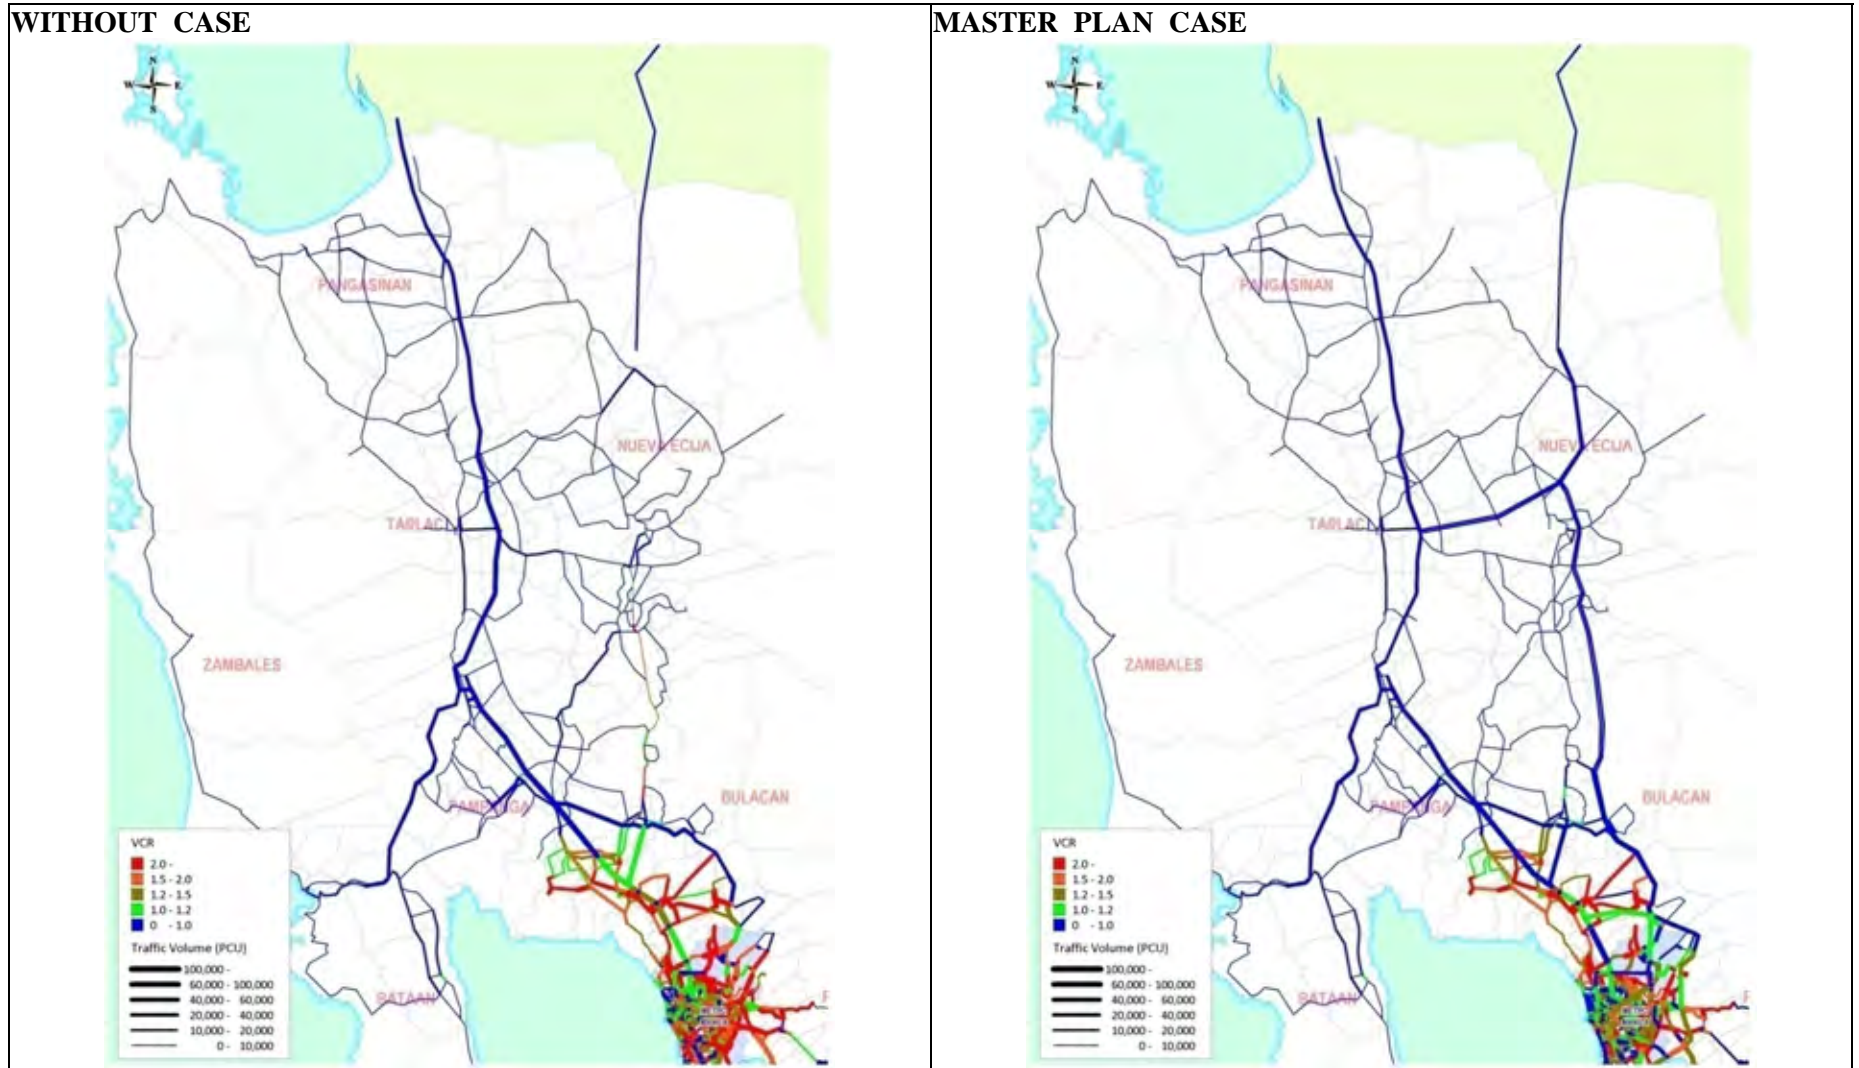 WITHOUT CASE
N
W E
S
PANGASINAN
NUEVA ECIJA
TARLAC
ZAMBALES
PAMPANGA
BULACAN
BATAAN
VCR
2.0 -
1.5 - 2.0
1.2 - 1.5
1.0 - 1.2
0 - 1.0
Traffic Volume (PCU)
100,000 -
60,000 - 100,000
40,000 - 60,000
20,000 - 40,000
10,000 - 20,000
0 - 10,000
MASTER PLAN CASE
N
W E
S
PANGASINAN
NUEVA ECIJA
TARLAC
ZAMBALES
PAMPANGA
BULACAN
BATAAN
VCR
2.0 -
1.5 - 2.0
1.2 - 1.5
1.0 - 1.2
0 - 1.0
Traffic Volume (PCU)
100,000 -
60,000 - 100,000
40,000 - 60,000
20,000 - 40,000
10,000 - 20,000
0 - 10,000